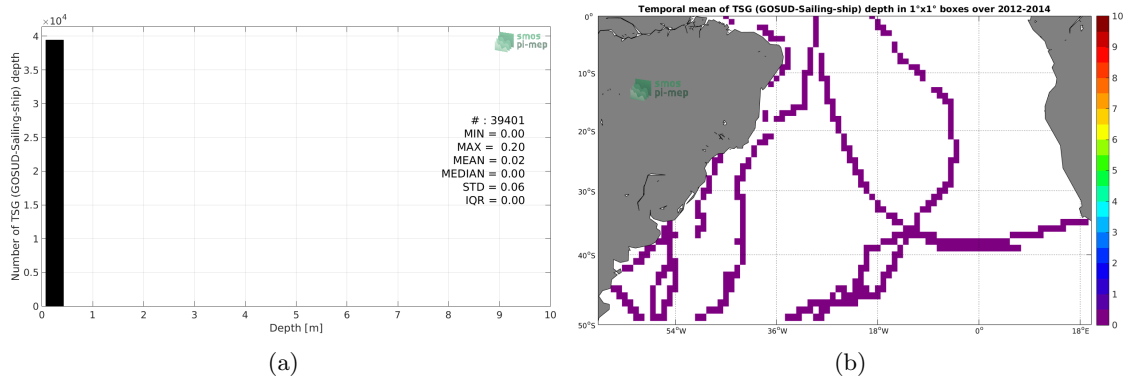 ×10⁴
4
3.5
3
2.5
2
1.5
1
0.5
0
Number of TSG (GOSUD-Sailing-ship) depth
smos
pi-mep
# : 39401
MIN = 0.00
MAX = 0.20
MEAN = 0.02
MEDIAN = 0.00
STD = 0.06
IQR = 0.00
0 1 2 3 4 5 6 7 8 9 10
Depth [m]
(a)
Temporal mean of TSG (GOSUD-Sailing-ship) depth in 1°x1° boxes over 2012-2014
0°
10°S
20°S
30°S
40°S
50°S
smos
pi-mep
54°W 36°W 18°W 0° 18°E
10
9
8
7
6
5
4
3
2
1
0
(b)